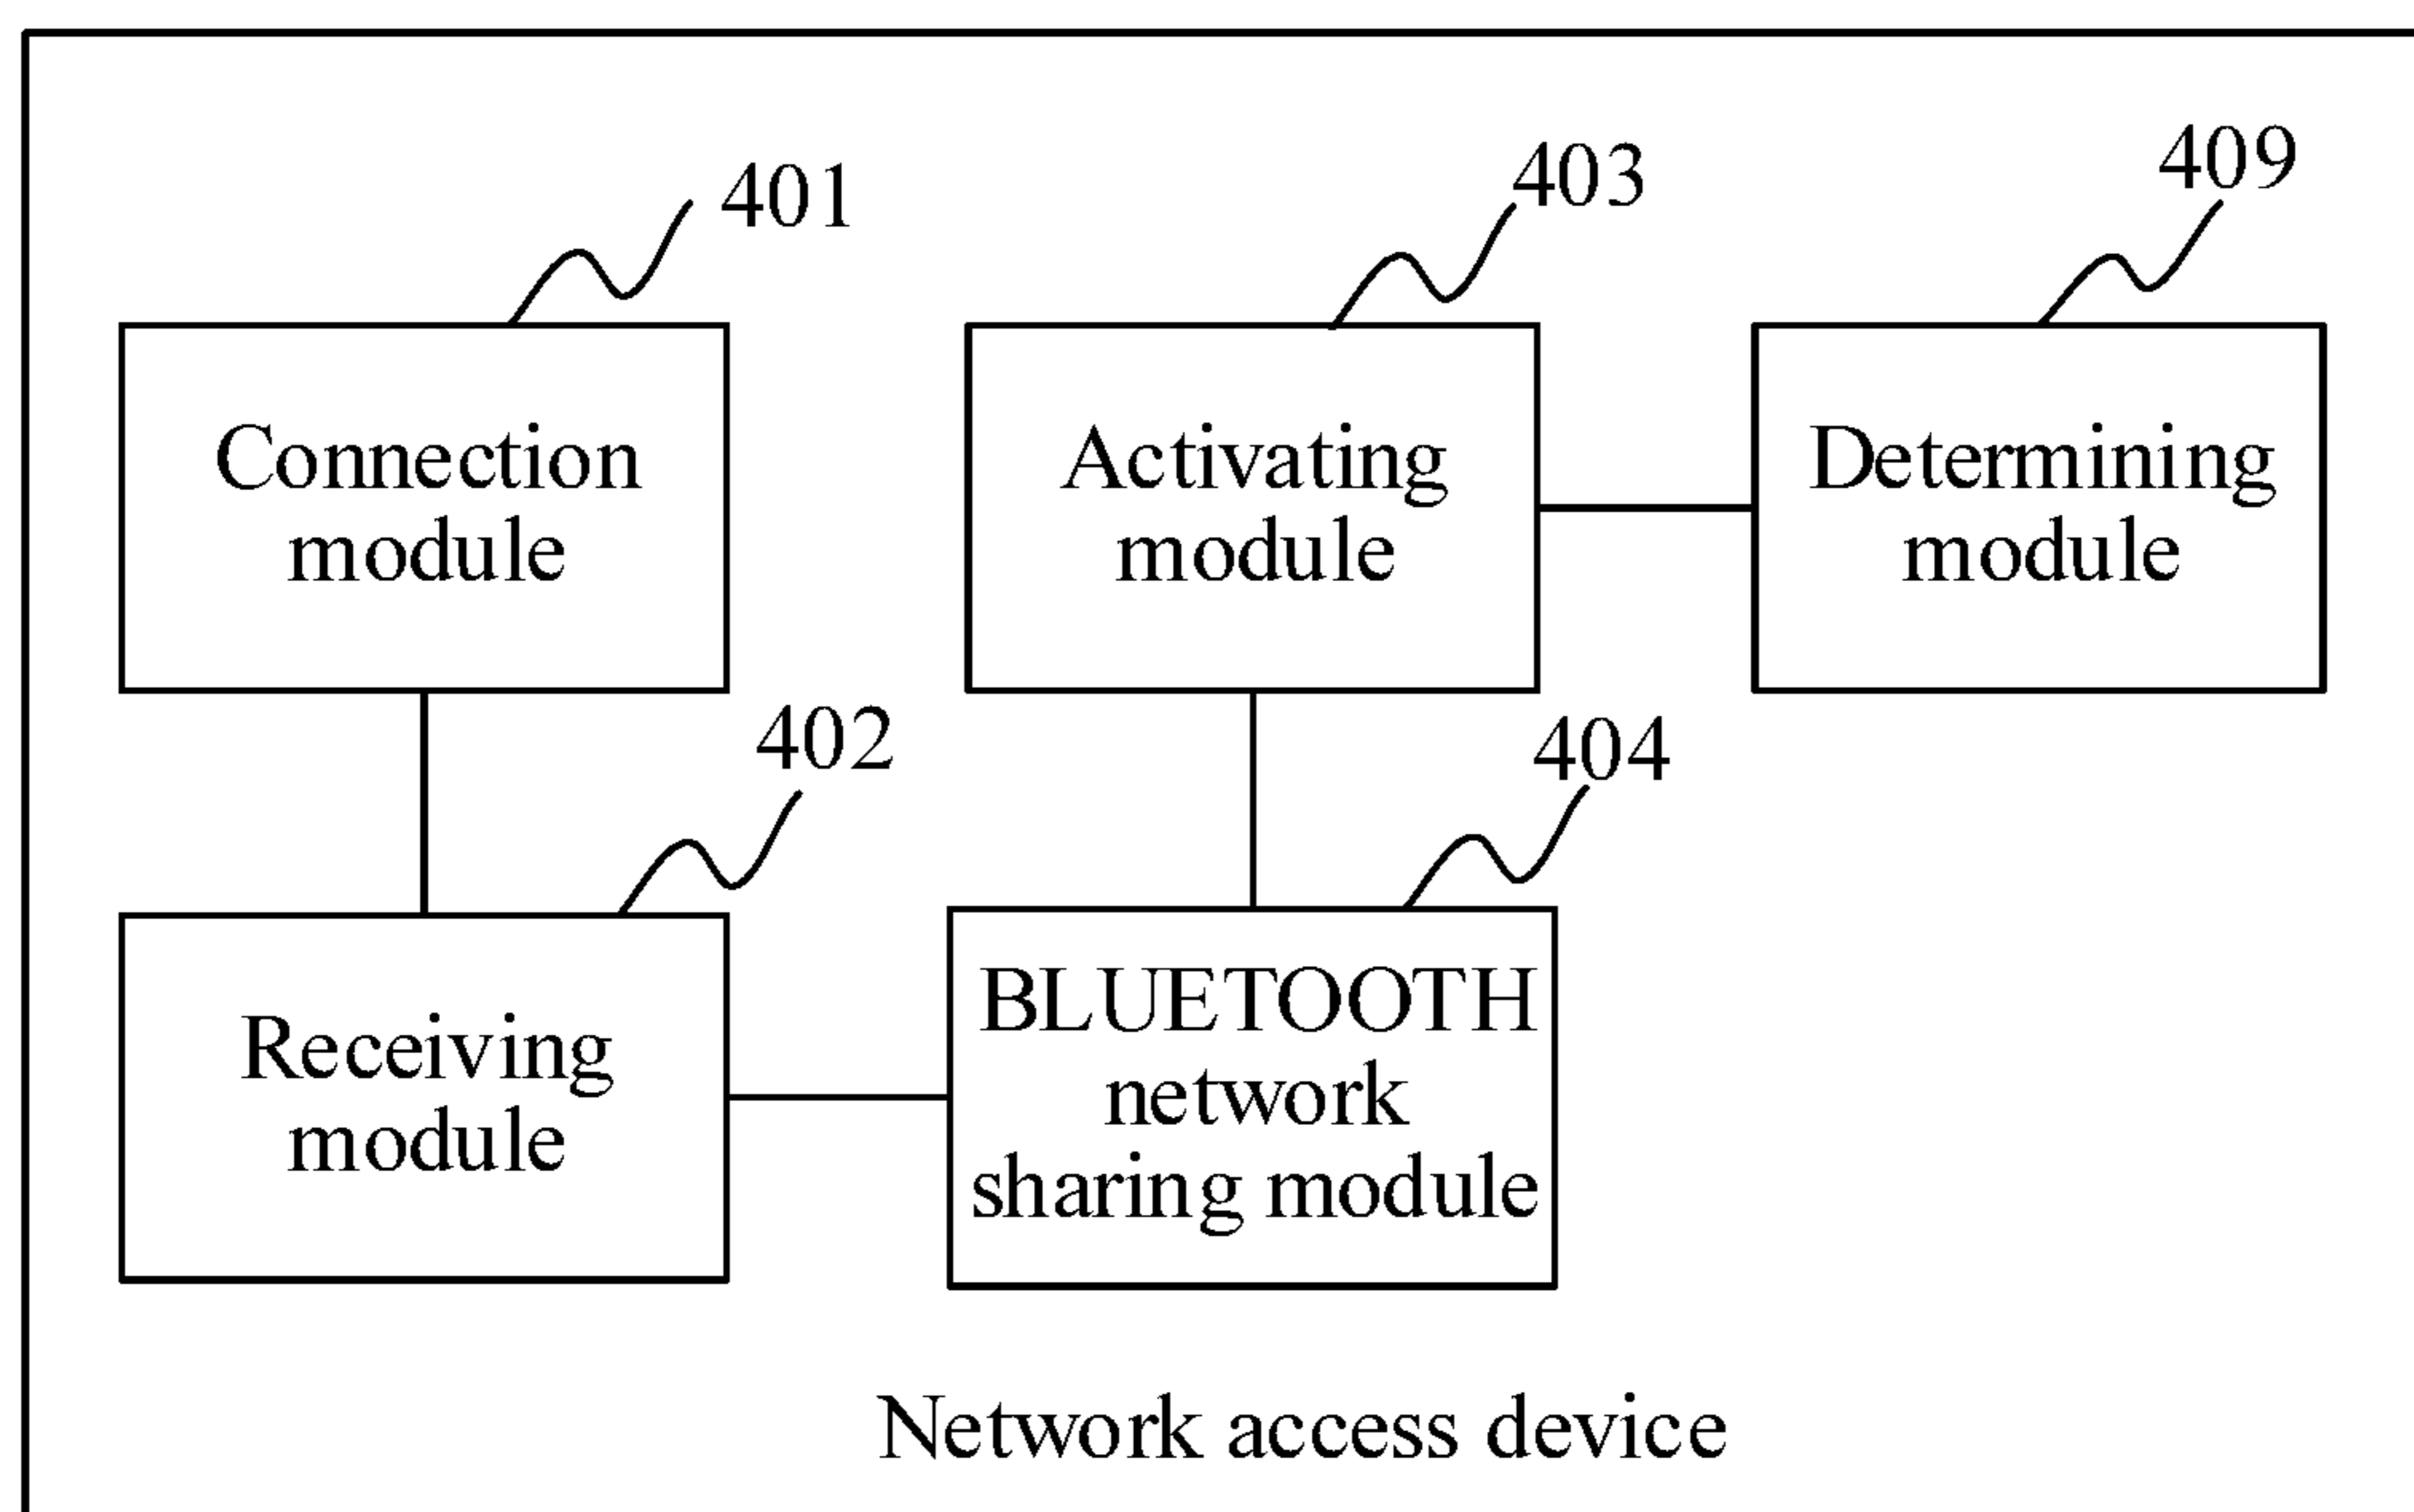 401
403
409
Connection
module
Activating
module
Determining
module
402
404
Receiving
module
BLUETOOTH
network
sharing module
Network access device